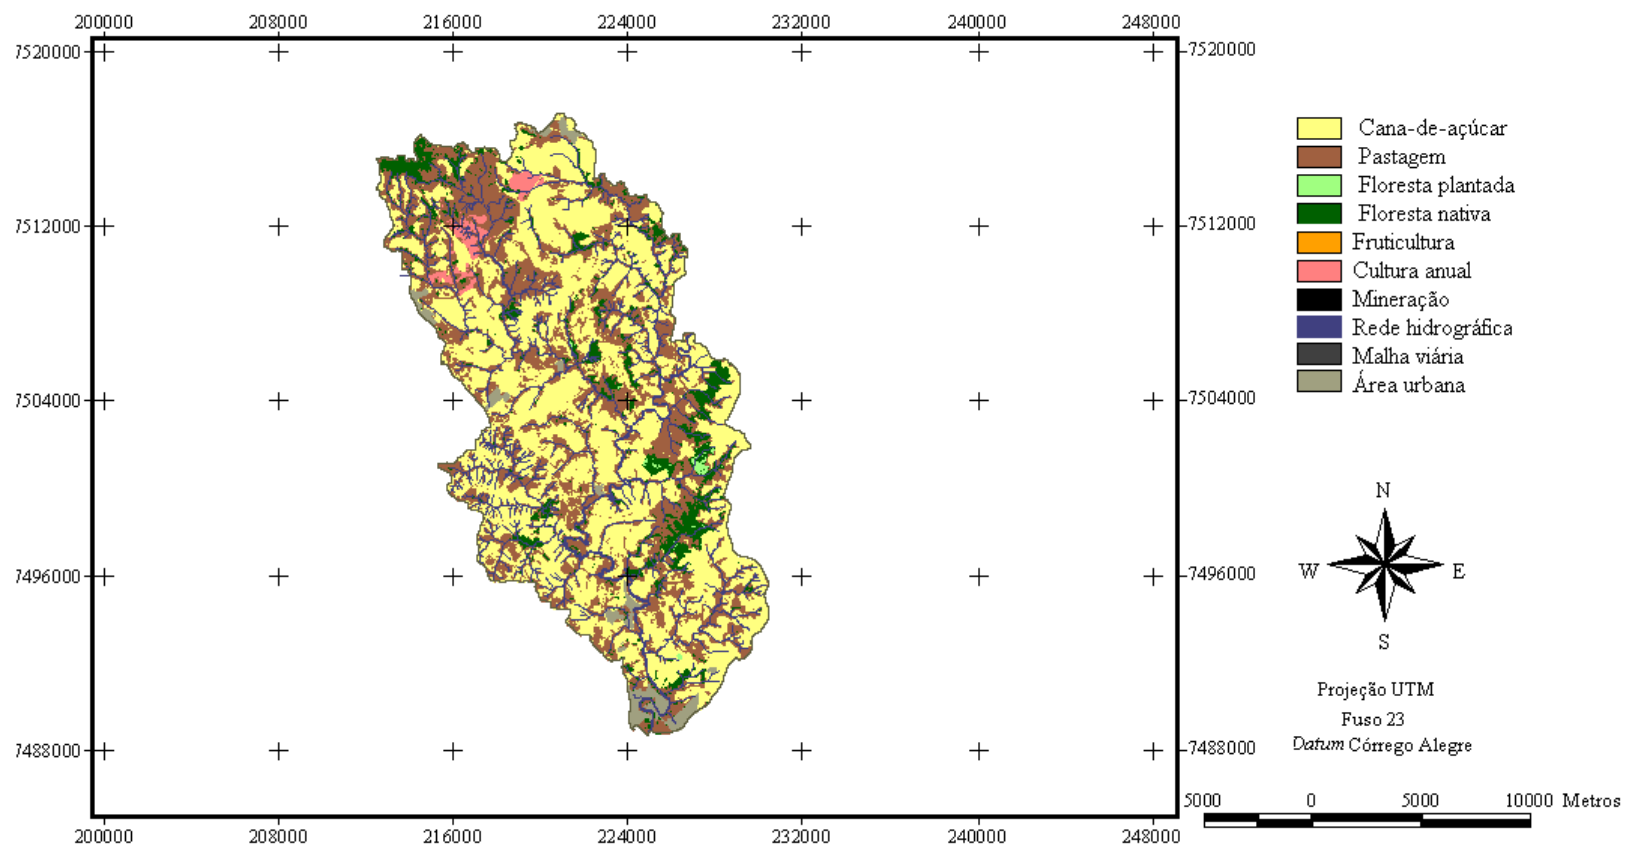 200000 208000 216000 224000 232000 240000 248000
7520000 7520000
Cana-de-açúcar
Pastagem
Floresta plantada
Floresta nativa
7512000 7512000
Fruticultura
Cultura anual
Mineração
Rede hidrográfica
Malha viária
Área urbana
7504000 7504000
N
W E
S
7496000 7496000
Projeção UTM
Fuso 23
Datum Córrego Alegre
7488000 7488000
5000 0 5000 10000 Metros
200000 208000 216000 224000 232000 240000 248000